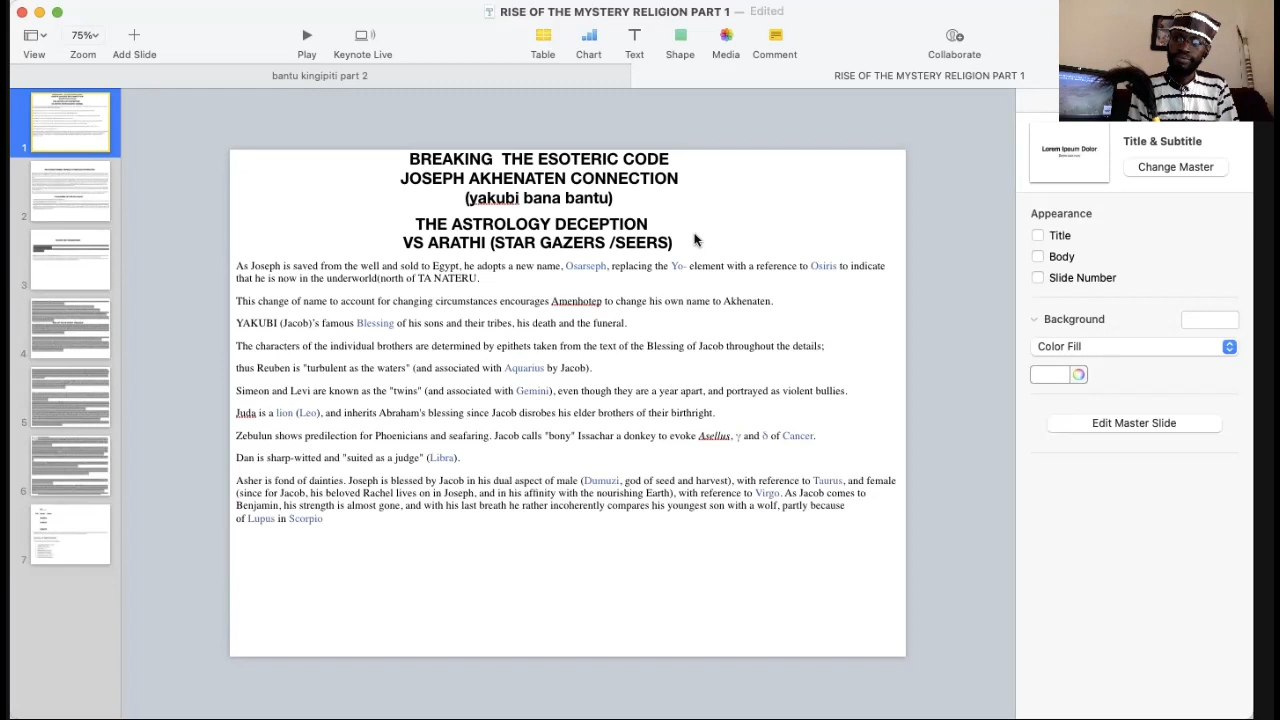 RISE OF THE MYSTERY RELIGION PART 1 — Edited
75%
View
Zoom
Add Slide
Play
Keynote Live
Table
Chart
Text
Shape
Media
Comment
Collaborate
bantu kingipiti part 2
RISE OF THE MYSTERY RELIGION PART 1
1
2
3
4
5
6
7
BREAKING THE ESOTERIC CODE
JOSEPH AKHENATEN CONNECTION
(yakubi bana bantu)
THE ASTROLOGY DECEPTION
VS ARATHI (STAR GAZERS /SEERS)
As Joseph is saved from the well and sold to Egypt, he adopts a new name, Osarseph, replacing the Yo- element with a reference to Osiris to indicate
that he is now in the underworld(north of TA NATERU.
This change of name to account for changing circumstances encourages Amenhotep to change his own name to Akhenaten.
YAKUBI (Jacob)'s famous Blessing of his sons and their tribes, his death and the funeral.
The characters of the individual brothers are determined by epithets taken from the text of the Blessing of Jacob throughout the details;
thus Reuben is "turbulent as the waters" (and associated with Aquarius by Jacob).
Simeon and Levi are known as the "twins" (and associated with Gemini), even though they are a year apart, and portrayed as violent bullies.
Juda is a lion (Leo), and inherits Abraham's blessing since Jacob disrobes his elder brothers of their birthright.
Zebulun shows predilection for Phoenicians and seafaring. Jacob calls "bony" Issachar a donkey to evoke Asellus, γ and δ of Cancer.
Dan is sharp-witted and "suited as a judge" (Libra).
Asher is fond of dainties. Joseph is blessed by Jacob in his dual aspect of male (Dumuzi, god of seed and harvest), with reference to Taurus, and female
(since for Jacob, his beloved Rachel lives on in Joseph, and in his affinity with the nourishing Earth), with reference to Virgo. As Jacob comes to
Benjamin, his strength is almost gone, and with his last breath he rather incoherently compares his youngest son with a wolf, partly because
of Lupus in Scorpio
Lorem Ipsum Dolor
Title & Subtitle
Change Master
Appearance
Title
Body
Slide Number
Background
Color Fill
Edit Master Slide